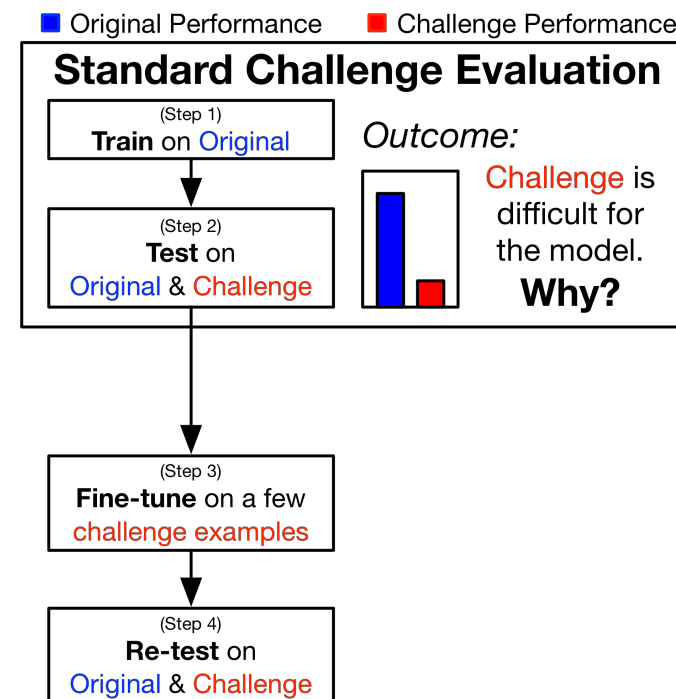 Original Performance
Challenge Performance
Standard Challenge Evaluation
(Step 1)
Train on Original
Outcome:
Challenge is
difficult for
the model.
Why?
(Step 2)
Test on
Original & Challenge
(Step 3)
Fine-tune on a few
challenge examples
(Step 4)
Re-test on
Original & Challenge